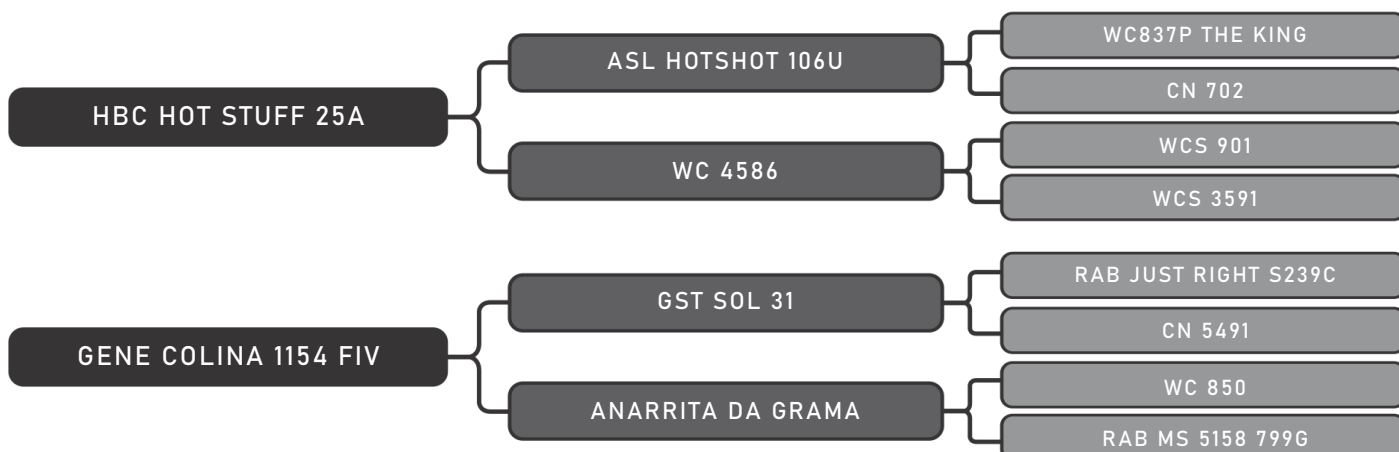 HBC HOT STUFF 25A
ASL HOTSHOT 106U
WC837P THE KING
CN 702
WC 4586
WCS 901
WCS 3591
GENE COLINA 1154 FIV
GST SOL 31
RAB JUST RIGHT S239C
CN 5491
ANARRITA DA GRAMA
WC 850
RAB MS 5158 799G